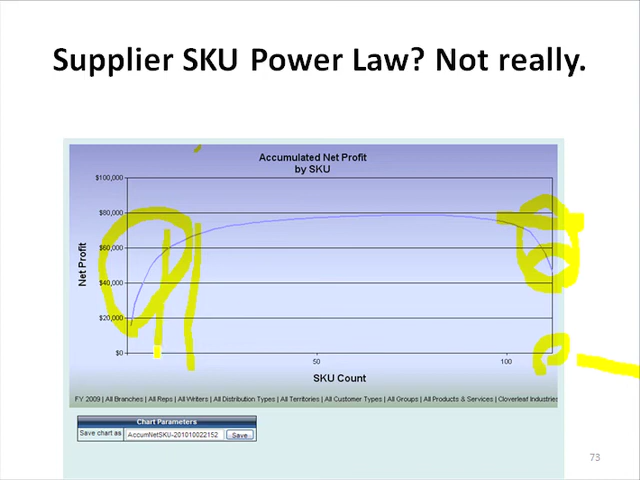 Supplier SKU Power Law? Not really.
Accumulated Net Profit
by SKU
$100,000
$80,000
$60,000
$40,000
$20,000
$0
Net Profit
50
100
SKU Count
FY 2009 | All Branches | All Reps | All Writers | All Distribution Types | All Territories | All Customer Types | All Groups | All Products & Services | Cloverleaf Industries
Chart Parameters
Save chart as
AccumNetSKU-201010022152
Save
73